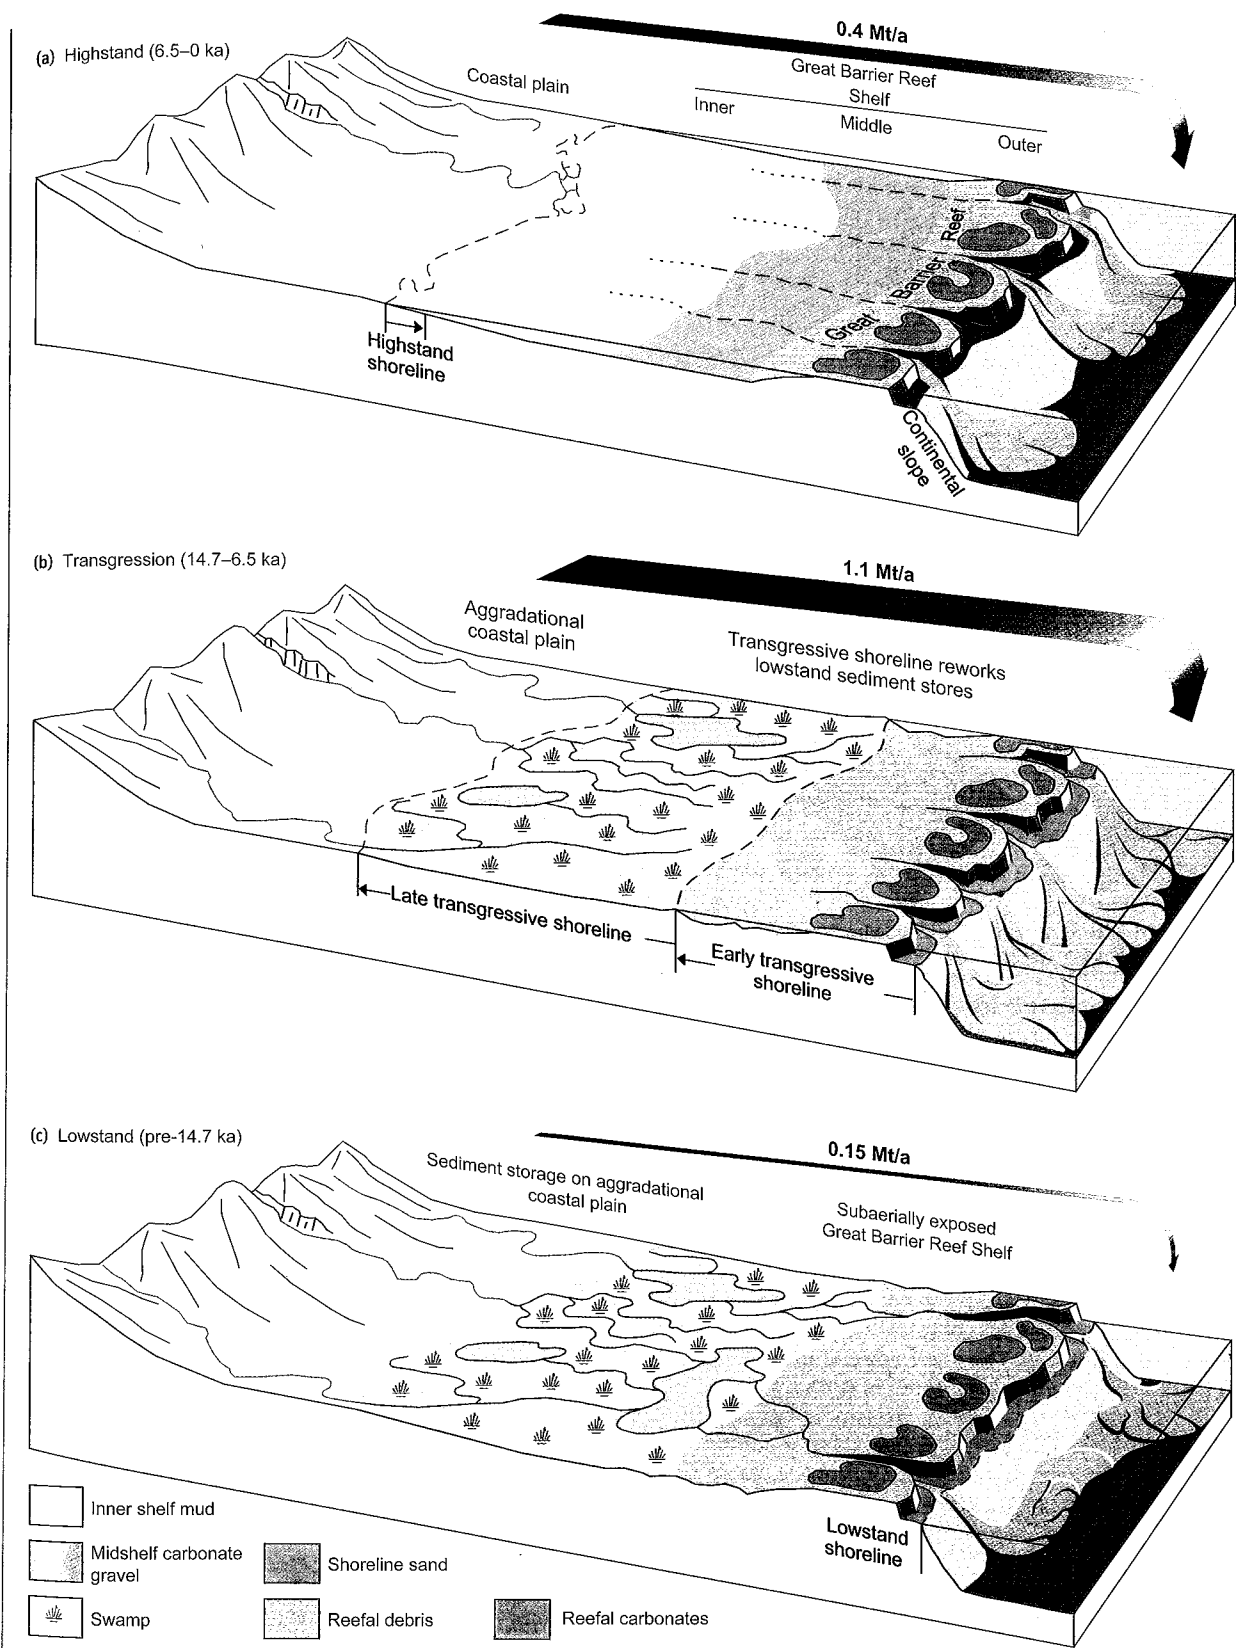 (a) Highstand (6.5–0 ka)
0.4 Mt/a
Coastal plain
Great Barrier Reef
Shelf
Inner
Middle
Outer
Great Barrier Reef
Highstand
shoreline
Continental
slope
(b) Transgression (14.7–6.5 ka)
1.1 Mt/a
Aggradational
coastal plain
Transgressive shoreline reworks
lowstand sediment stores
Late transgressive shoreline
Early transgressive
shoreline
(c) Lowstand (pre-14.7 ka)
0.15 Mt/a
Sediment storage on aggradational
coastal plain
Subaerially exposed
Great Barrier Reef Shelf
Lowstand
shoreline
Inner shelf mud
Midshelf carbonate
gravel
Shoreline sand
Swamp
Reefal debris
Reefal carbonates